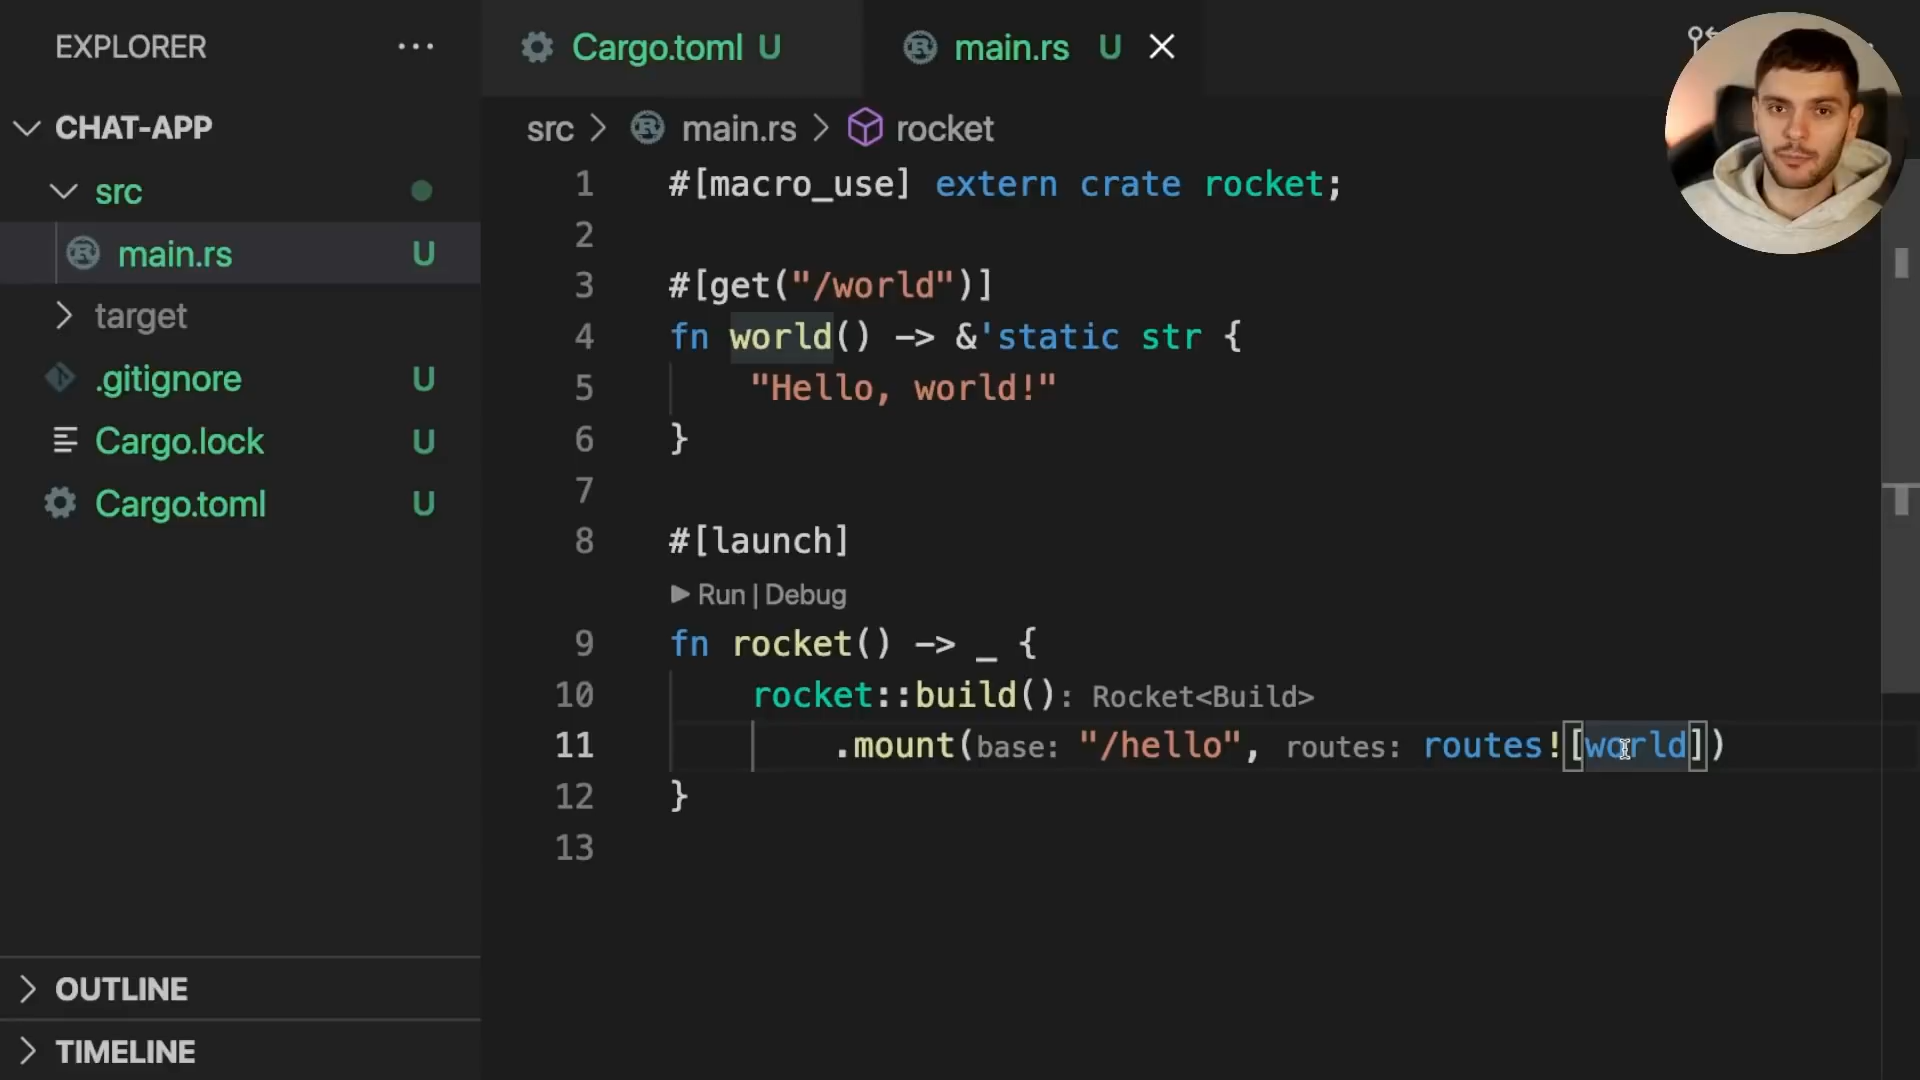 EXPLORER
CHAT-APP
src
main.rs U
target
.gitignore U
Cargo.lock U
Cargo.toml U
OUTLINE
TIMELINE
Cargo.toml U
main.rs U
src > main.rs > rocket
1 #[macro_use] extern crate rocket;
2
3 #[get("/world")]
4 fn world() -> &'static str {
5 "Hello, world!"
6 }
7
8 #[launch]
Run | Debug
9 fn rocket() -> _ {
10 rocket::build(): Rocket<Build>
11 .mount(base: "/hello", routes: routes![world])
12 }
13